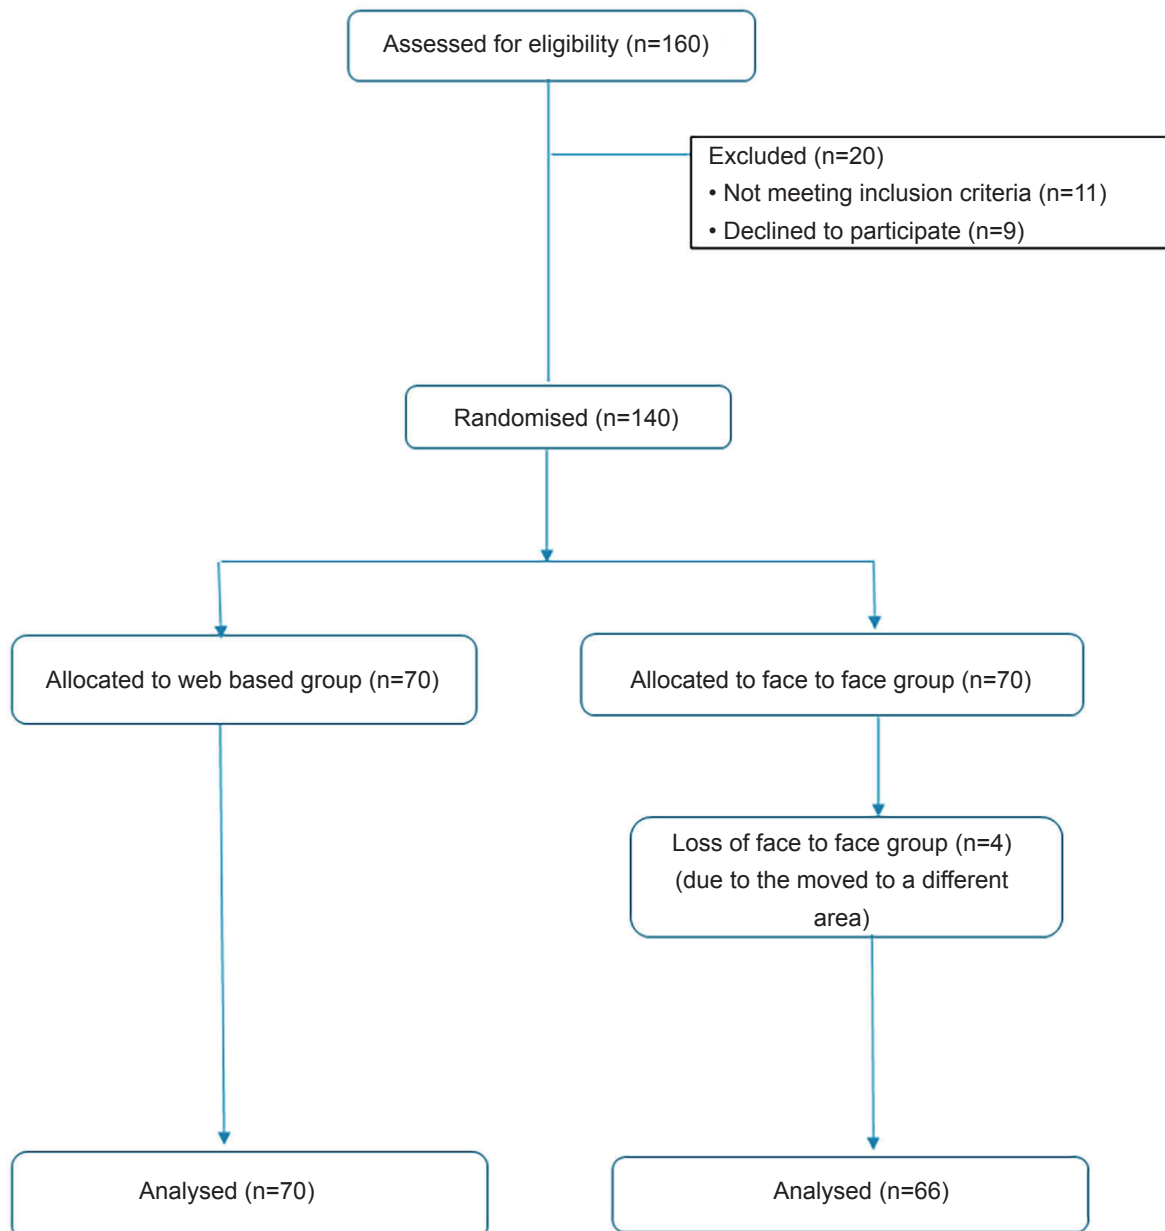 Assessed for eligibility (n=160)
Excluded (n=20)
• Not meeting inclusion criteria (n=11)
• Declined to participate (n=9)
Randomised (n=140)
Allocated to web based group (n=70)
Allocated to face to face group (n=70)
Loss of face to face group (n=4)
(due to the moved to a different
area)
Analysed (n=70)
Analysed (n=66)